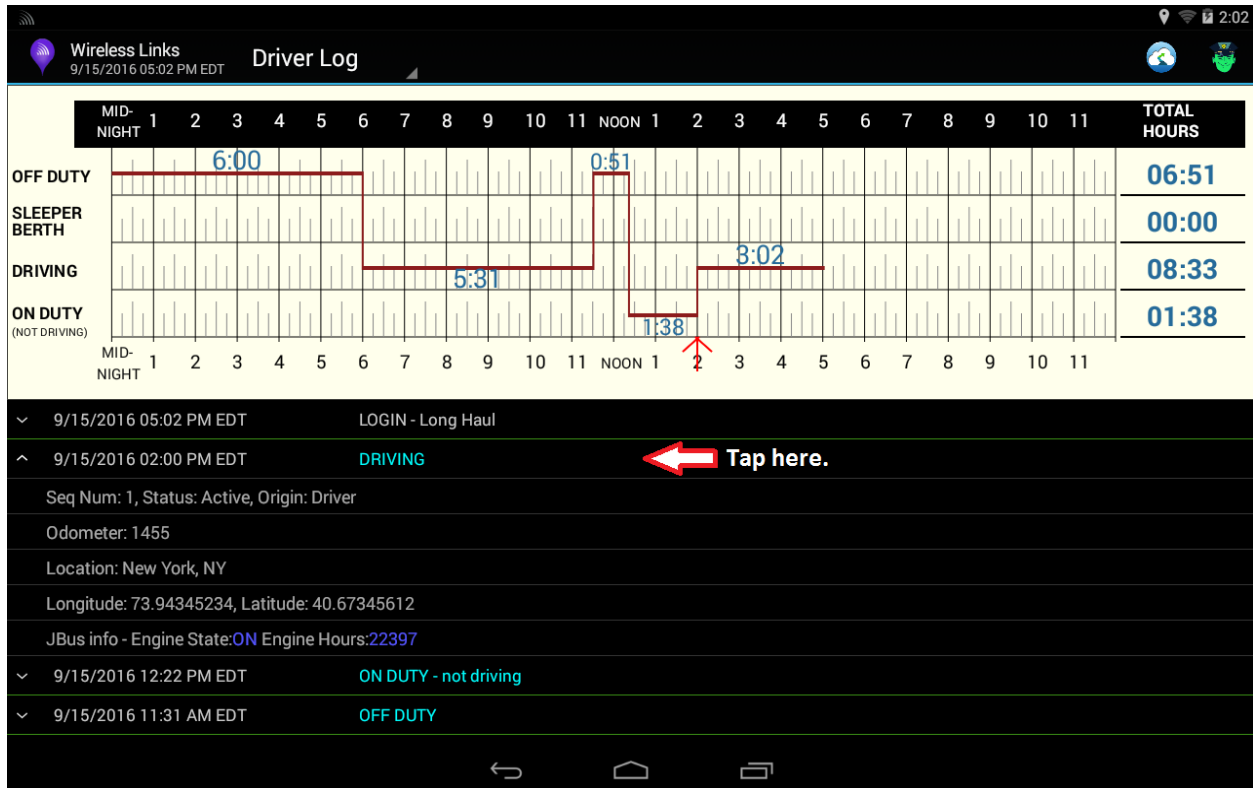 2:02
Wireless Links
9/15/2016 05:02 PM EDT
Driver Log
MID-NIGHT 1 2 3 4 5 6 7 8 9 10 11 NOON 1 2 3 4 5 6 7 8 9 10 11 TOTAL HOURS
OFF DUTY 6:00 0:51 06:51
SLEEPER BERTH 00:00
DRIVING 5:31 3:02 08:33
ON DUTY (NOT DRIVING) 1:38 01:38
MID-NIGHT 1 2 3 4 5 6 7 8 9 10 11 NOON 1 2 3 4 5 6 7 8 9 10 11
9/15/2016 05:02 PM EDT LOGIN - Long Haul
9/15/2016 02:00 PM EDT DRIVING Tap here.
Seq Num: 1, Status: Active, Origin: Driver
Odometer: 1455
Location: New York, NY
Longitude: 73.94345234, Latitude: 40.67345612
JBus info - Engine State:ON Engine Hours:22397
9/15/2016 12:22 PM EDT ON DUTY - not driving
9/15/2016 11:31 AM EDT OFF DUTY